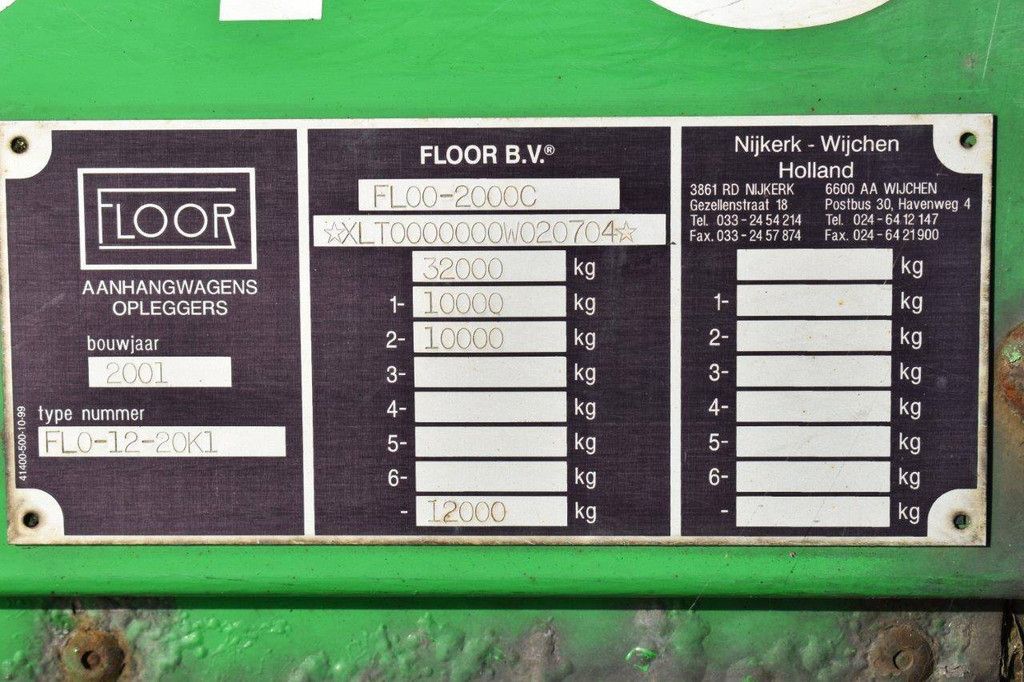 FLOOR
AANHANGWAGENS
OPLEGGERS
bouwjaar
2001
type nummer
FLO-12-20K1
41400-500-10-99
FLOOR B.V.®
FL00-2000C
☆XLT0000000W020704☆
32000 kg
1- 10000 kg
2- 10000 kg
3- kg
4- kg
5- kg
6- kg
- 12000 kg
Nijkerk - Wijchen
Holland
3861 RD NIJKERK
Gezellenstraat 18
Tel. 033-24 54 214
Fax. 033-24 57 874
6600 AA WIJCHEN
Postbus 30, Havenweg 4
Tel. 024-64 12 147
Fax. 024-64 21 900
kg
1- kg
2- kg
3- kg
4- kg
5- kg
6- kg
- kg